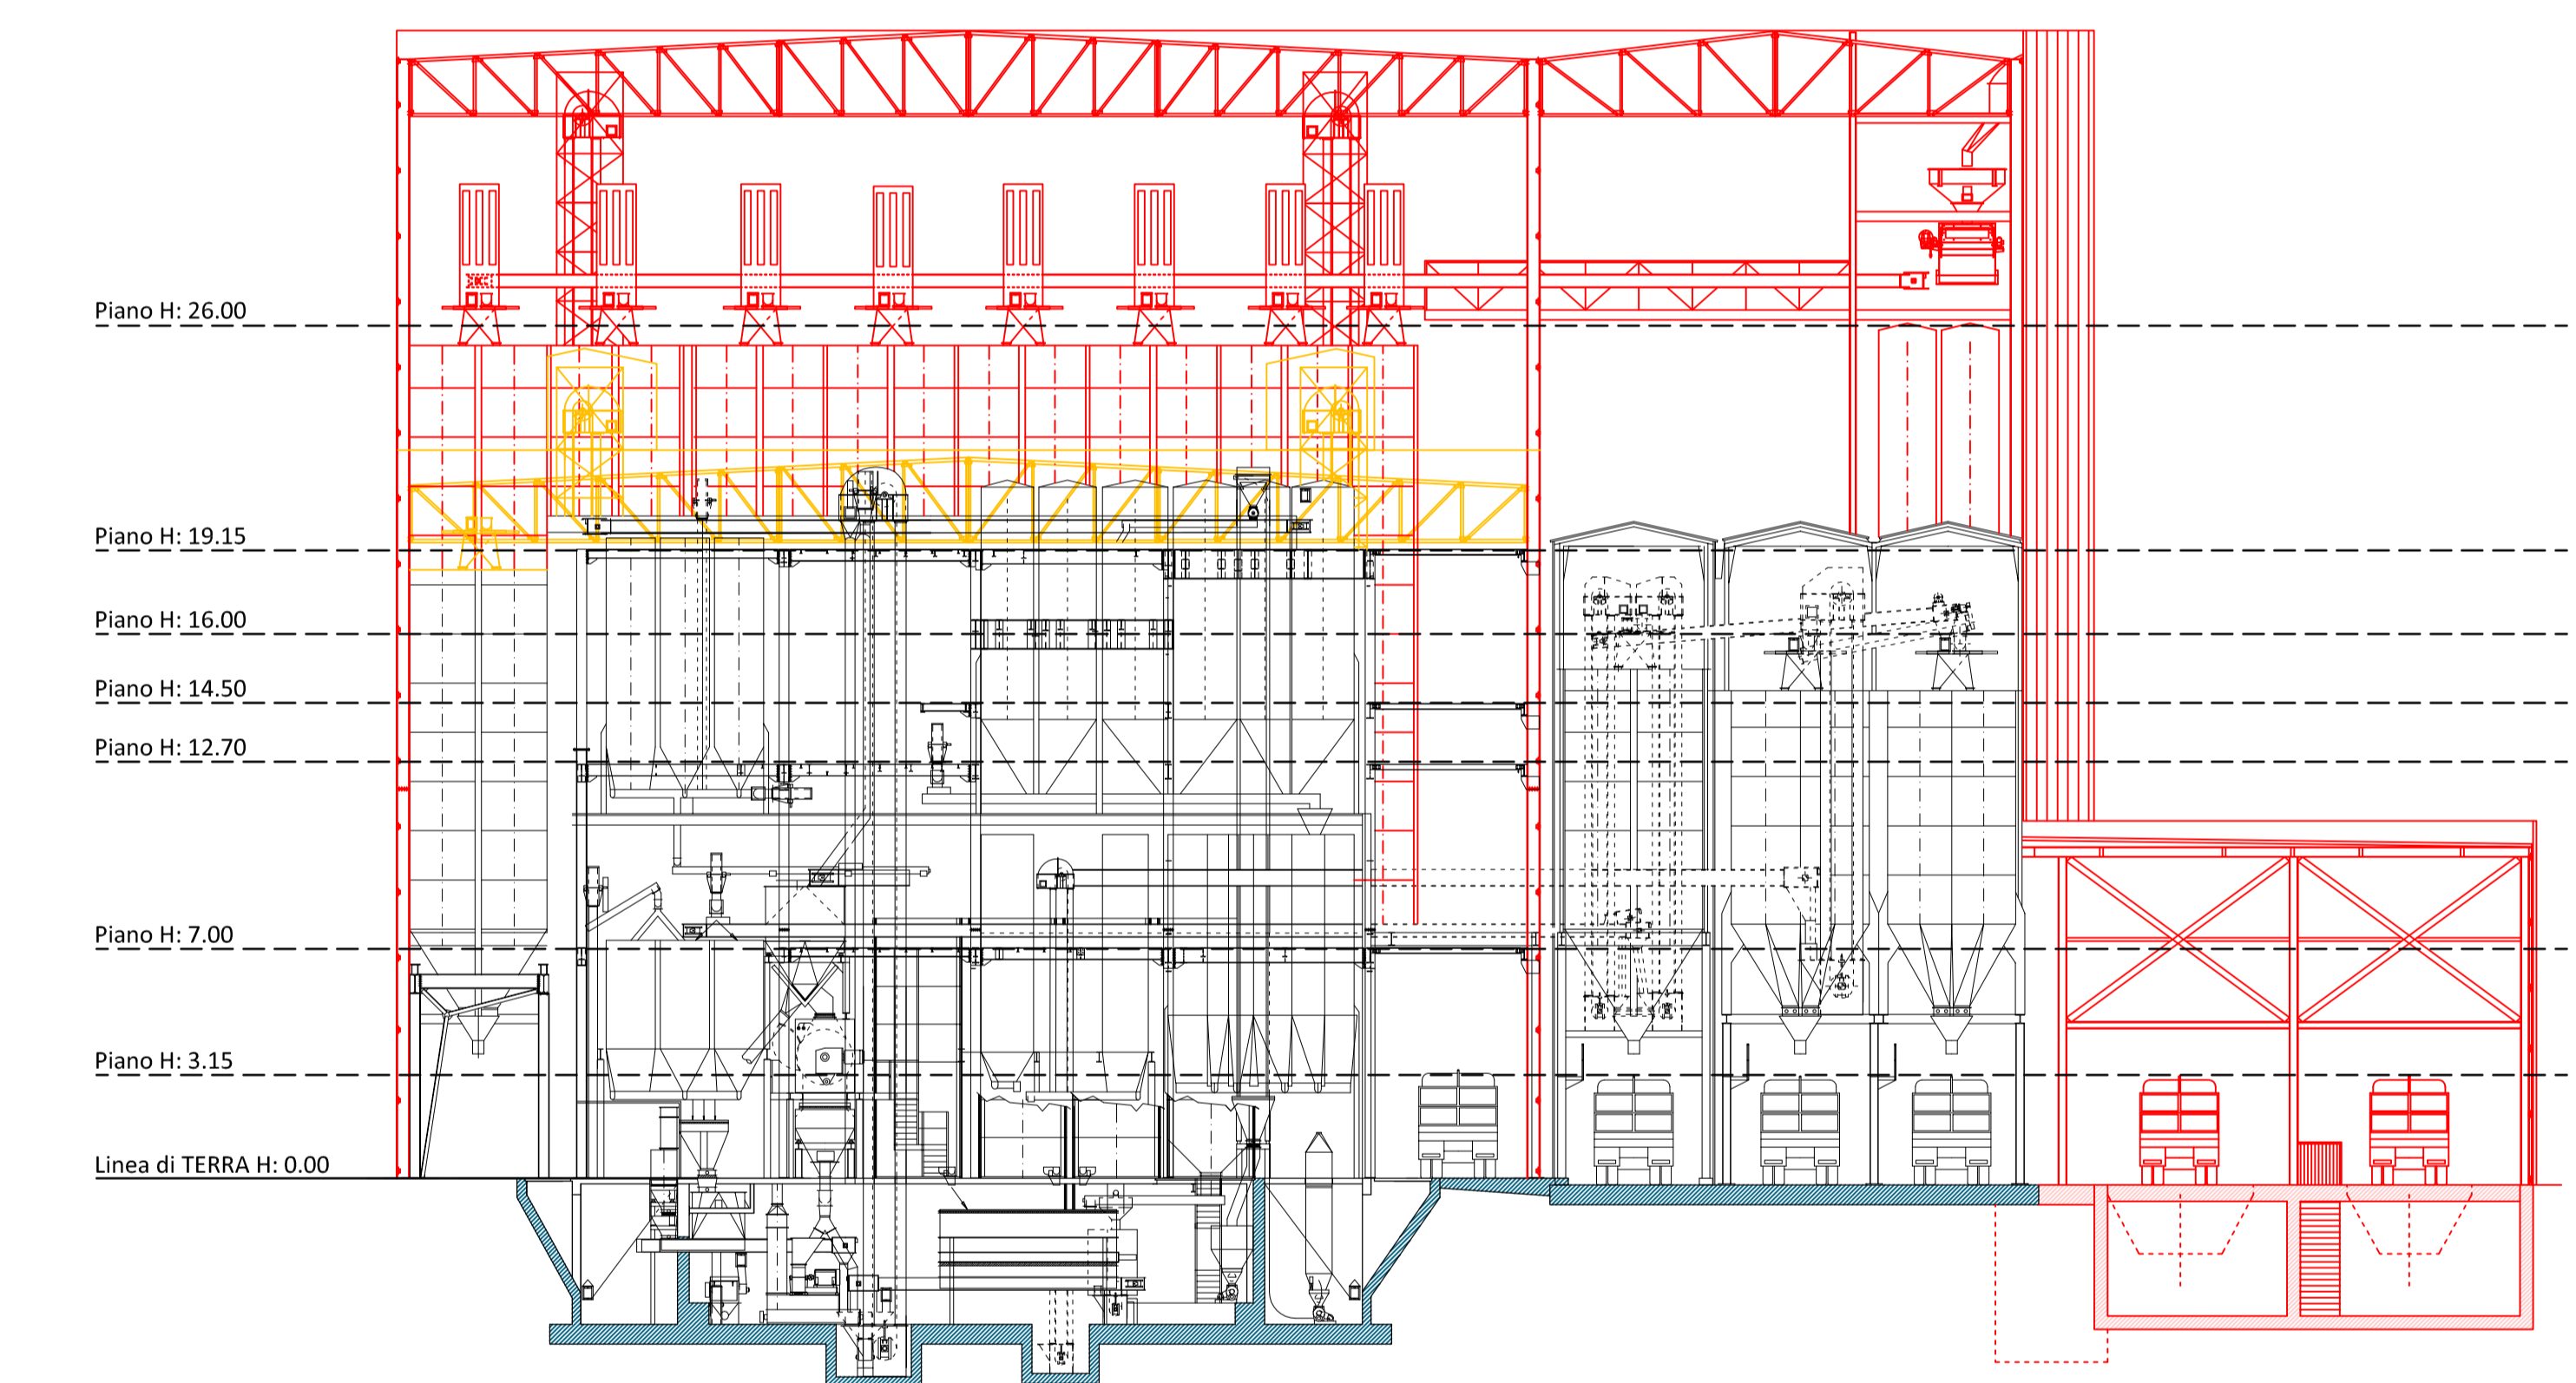 Piano H: 26.00
Piano H: 19.15
Piano H: 16.00
Piano H: 14.50
Piano H: 12.70
Piano H: 7.00
Piano H: 3.15
Linea di TERRA H: 0.00